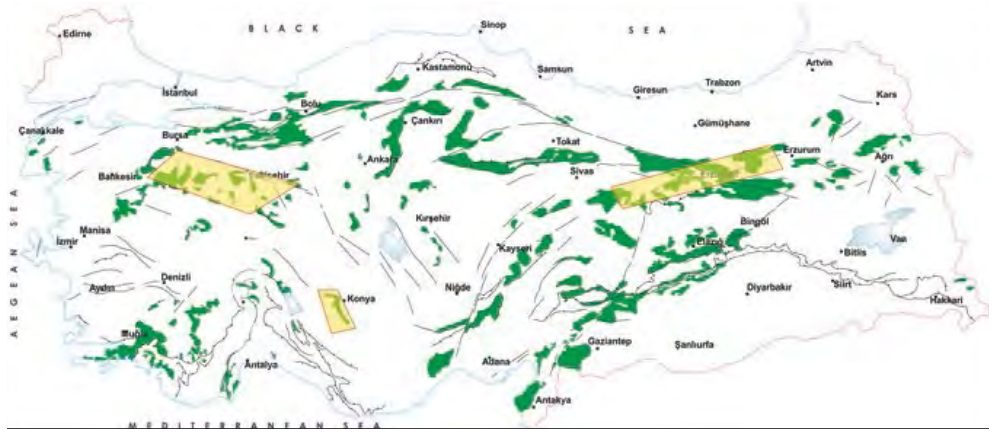 Sinop
Edirne
BLACK
SEA
Artvin
Kastamonu
Samsun
İstanbul
Trabzon
Giresun
Kars
Bolu
Çankırı
Çanakkale
Gümüşhane
Bursa
Tokat
Erzurum
Ankara
Ağrı
Balıkesir
Sivas
Kırşehir
Bingöl
Manisa
Elazığ
Van
İzmir
Kayseri
Bitlis
Denizli
Aydın
Niğde
Siirt
Konya
Diyarbakır
Hakkari
AEGEAN SEA
Muğla
Gaziantep
Şanlıurfa
Adana
Antalya
Antakya
MEDITERRANEAN SEA